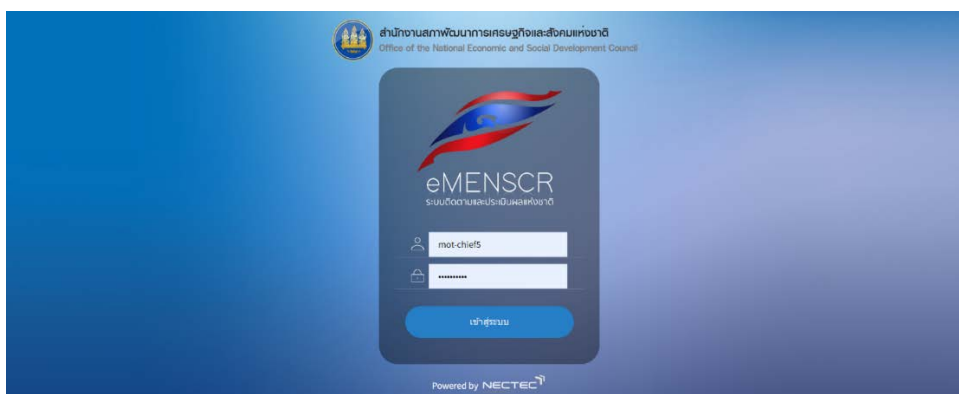 สำนักงานสภาพัฒนาการเศรษฐกิจและสังคมแห่งชาติ
Office of the National Economic and Social Development Council
eMENSCR
ระบบติดตามและประเมินผลแห่งชาติ
mot-chief5
••••••••••
เข้าสู่ระบบ
Powered by NECTEC